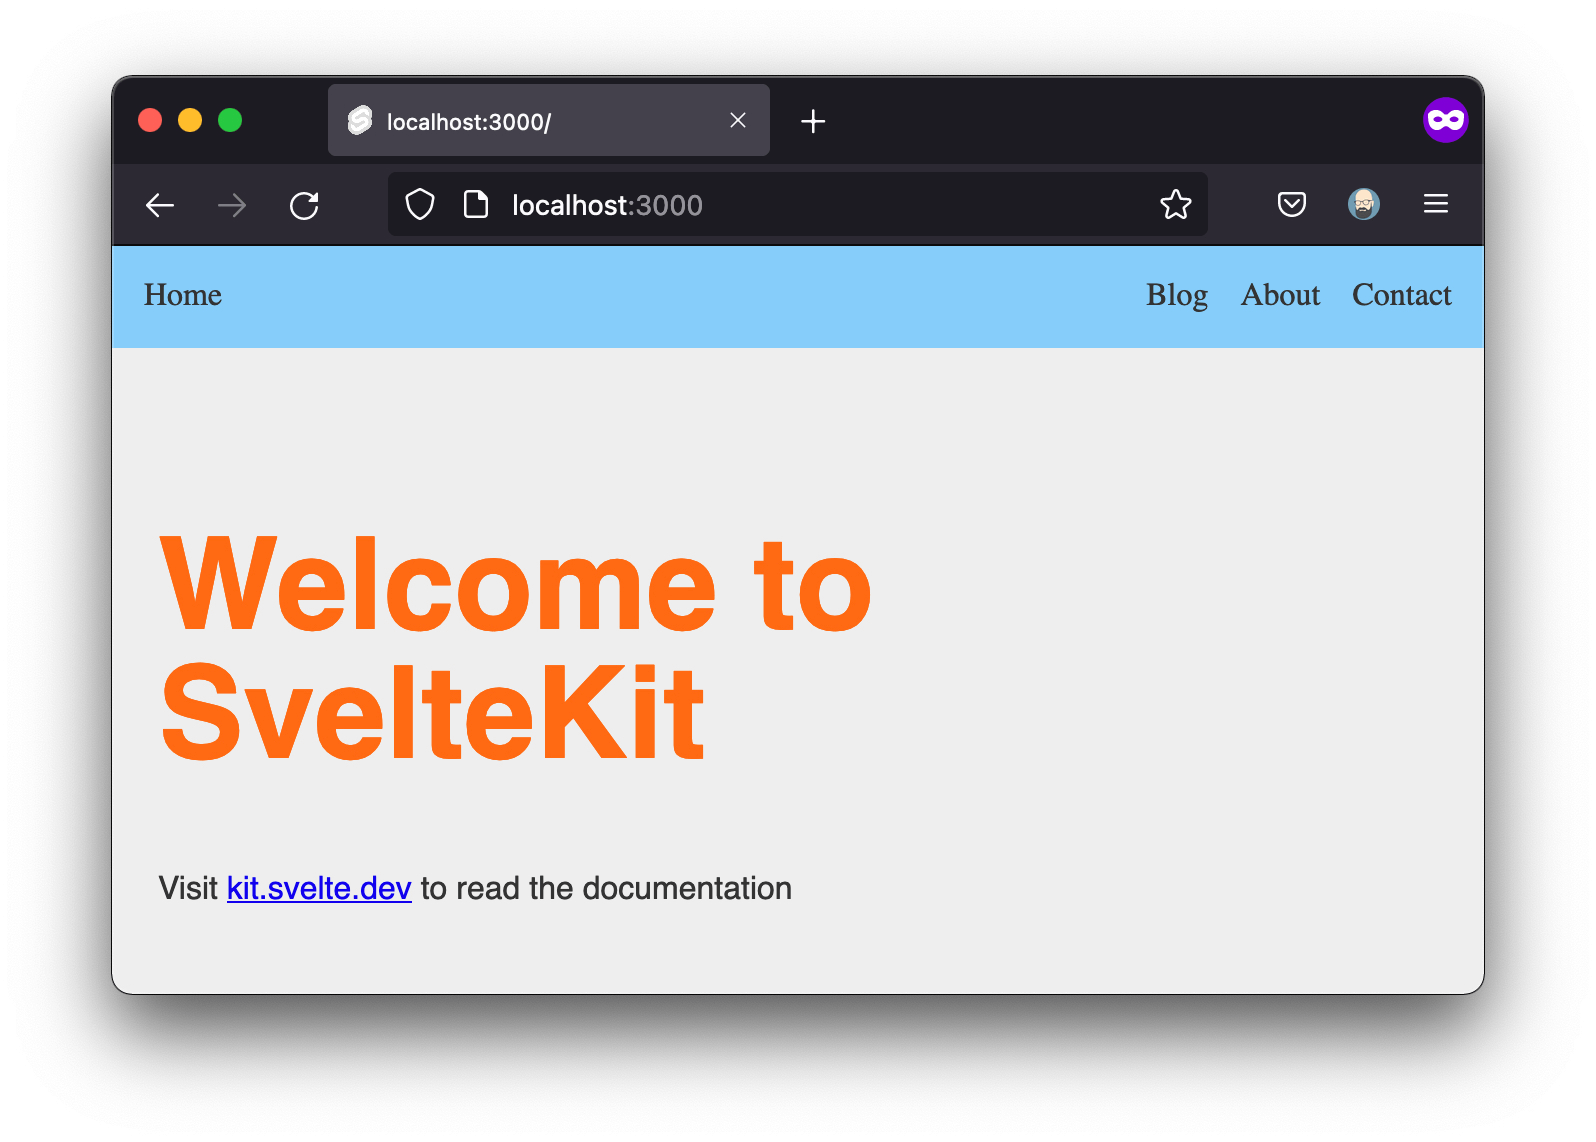 localhost:3000/
localhost:3000
Home Blog About Contact
Welcome to
SvelteKit
Visit kit.svelte.dev to read the documentation